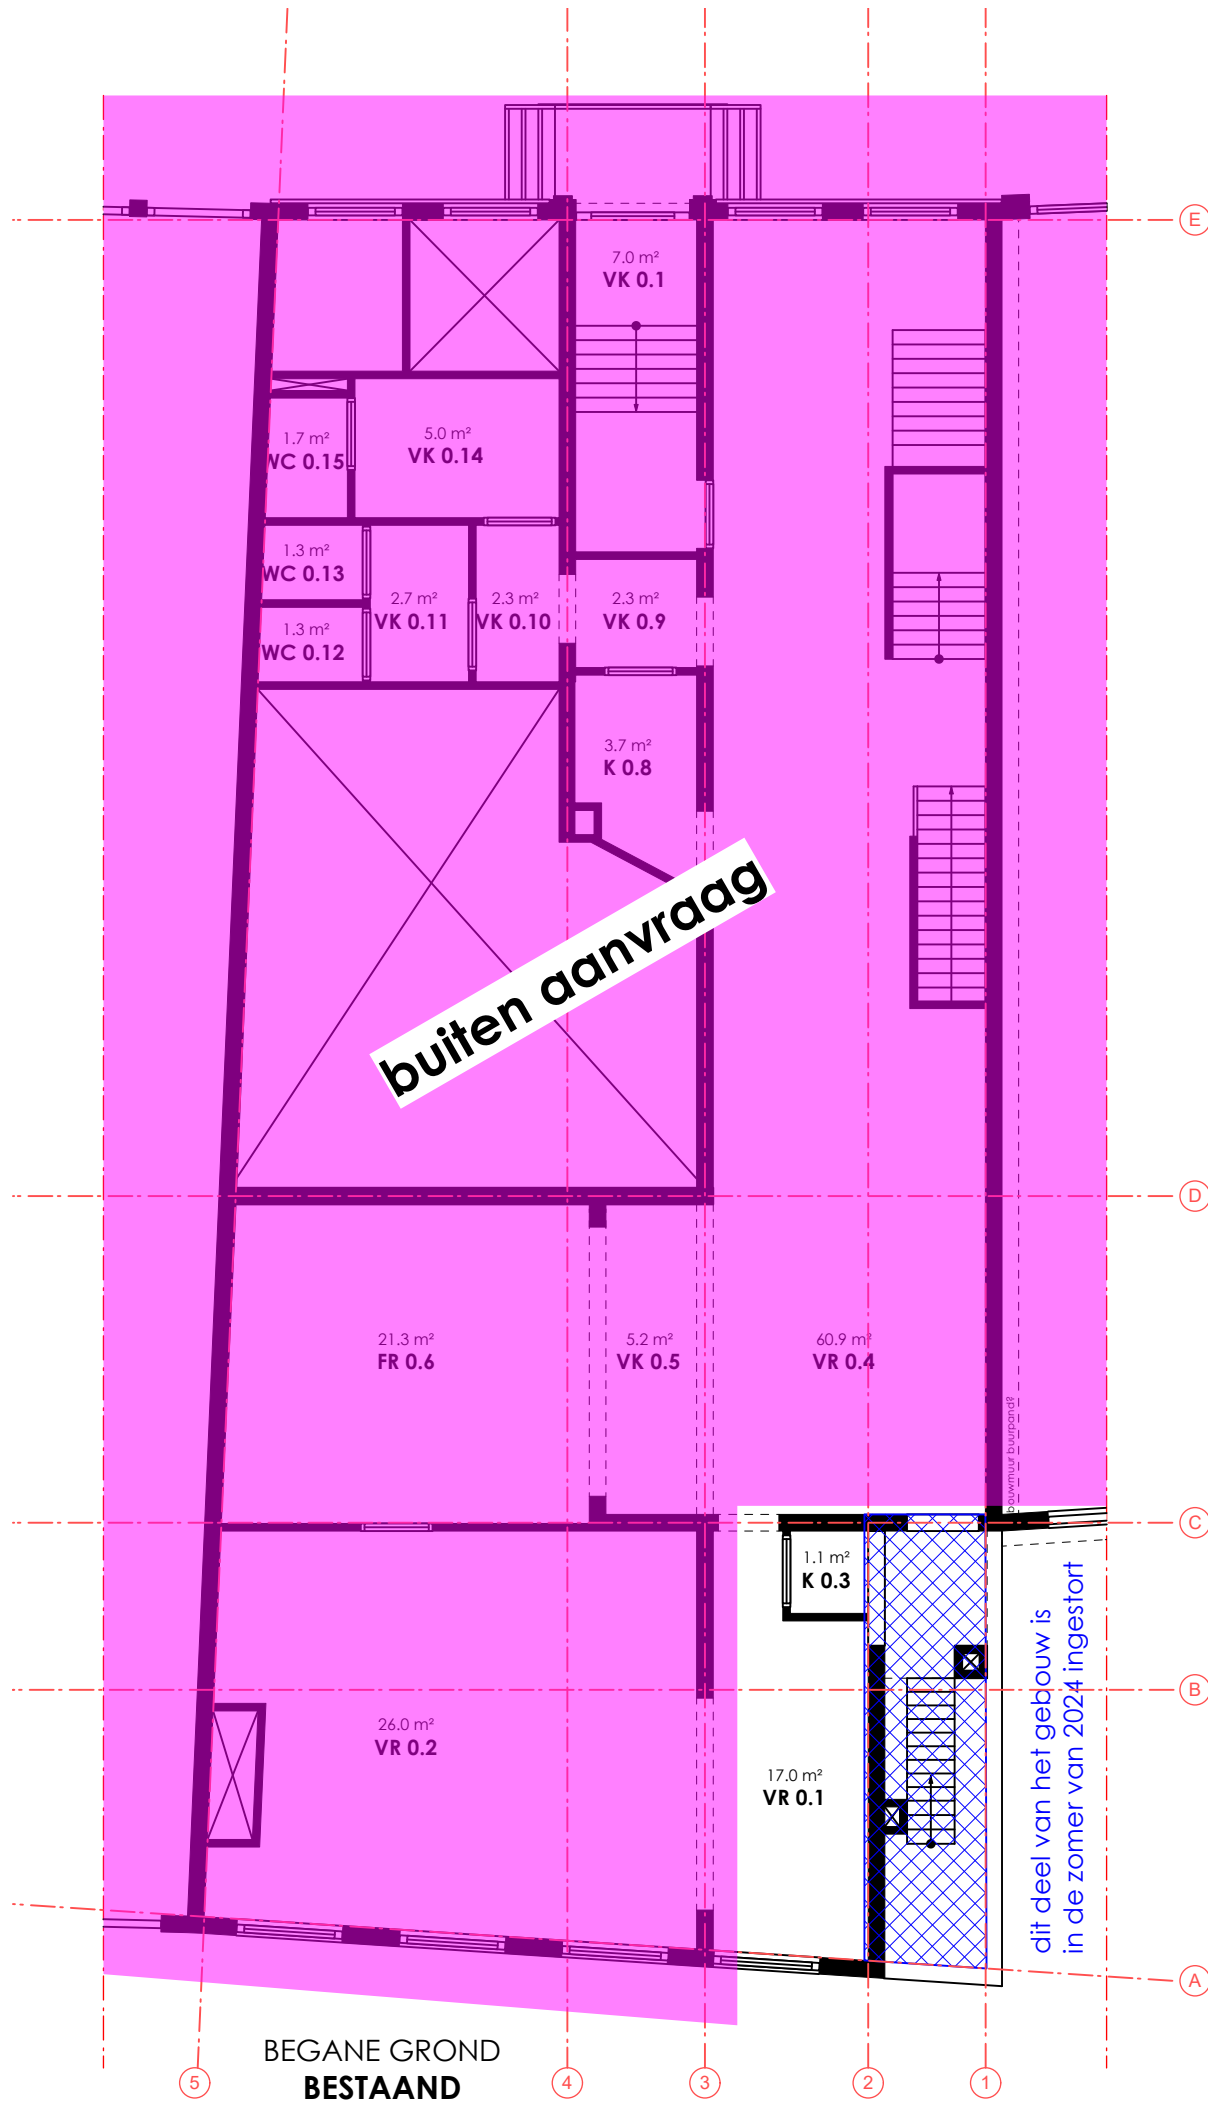 E
7.0 m²
VK 0.1
1.7 m²
WC 0.15
5.0 m²
VK 0.14
1.3 m²
WC 0.13
2.7 m²
VK 0.11
2.3 m²
VK 0.10
2.3 m²
VK 0.9
1.3 m²
WC 0.12
3.7 m²
K 0.8
buiten aanvraag
D
21.3 m²
FR 0.6
5.2 m²
VK 0.5
60.9 m²
VR 0.4
bouwmuur buurpand?
C
1.1 m²
K 0.3
dit deel van het gebouw is
in de zomer van 2024 ingestort
B
26.0 m²
VR 0.2
17.0 m²
VR 0.1
A
BEGANE GROND
BESTAAND
5
4
3
2
1